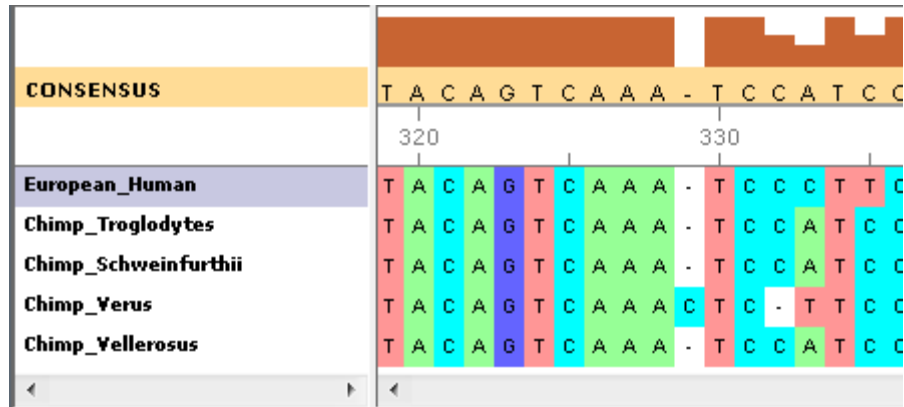 CONSENSUS T A C A G T C A A A - T C C A T C C
320 330
European_Human T A C A G T C A A A - T C C C T T C
Chimp_Troglodytes T A C A G T C A A A - T C C A T C C
Chimp_Schweinfurthii T A C A G T C A A A - T C C A T C C
Chimp_Verus T A C A G T C A A A C T C - T T C C
Chimp_Vellerosus T A C A G T C A A A - T C C A T C C